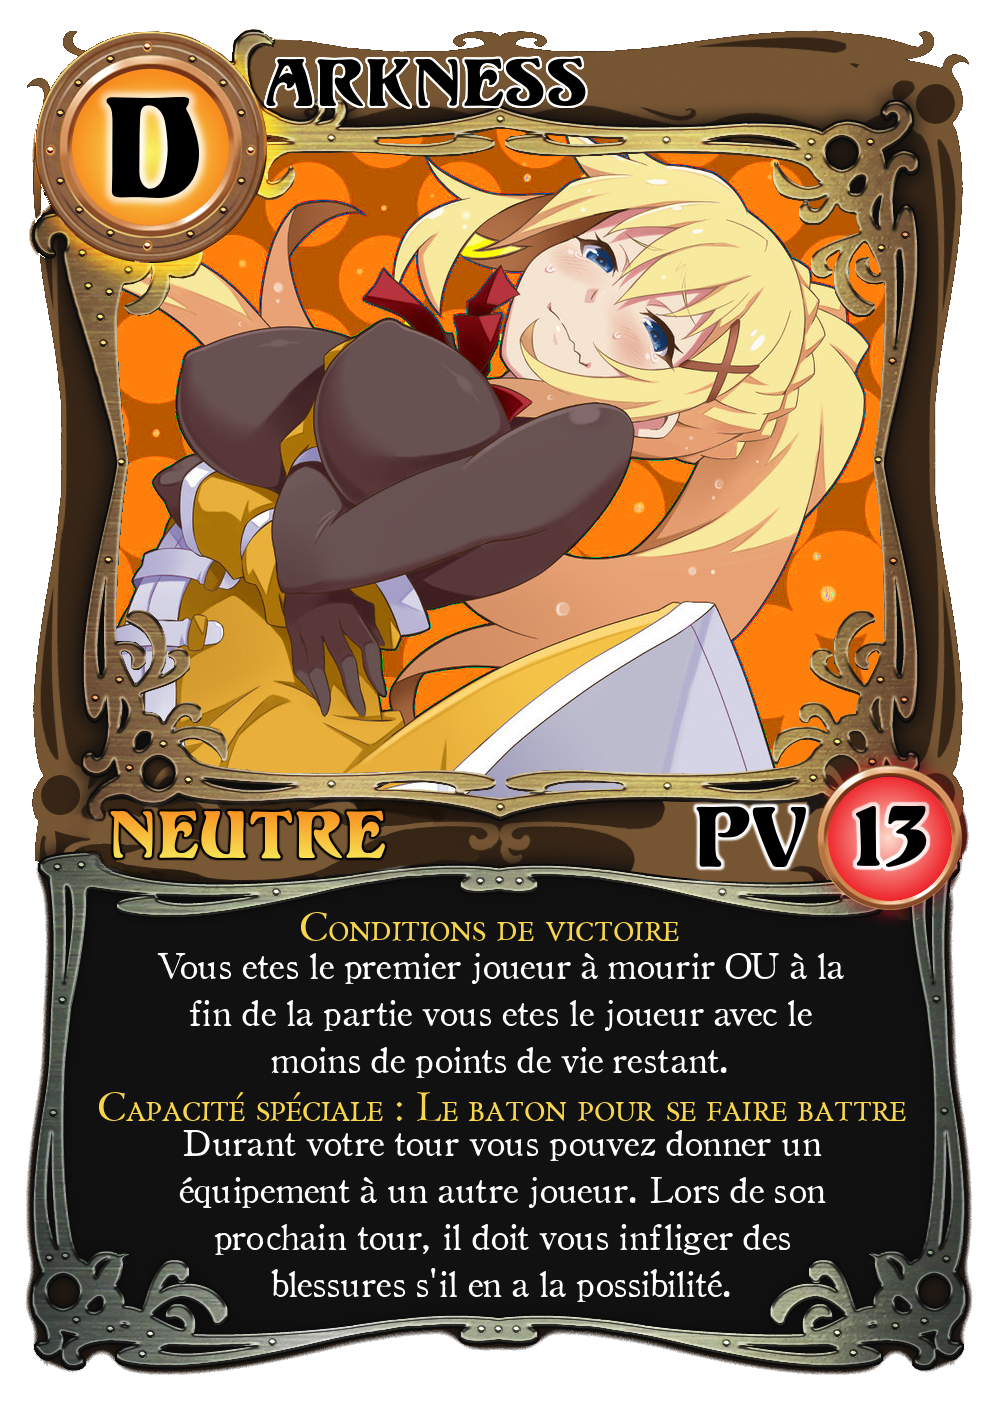 DARKNESS
NEUTRE
PV 13
Conditions de victoire
Vous etes le premier joueur à mourir OU à la
fin de la partie vous etes le joueur avec le
moins de points de vie restant.
Capacité spéciale : Le baton pour se faire battre
Durant votre tour vous pouvez donner un
équipement à un autre joueur. Lors de son
prochain tour, il doit vous infliger des
blessures s'il en a la possibilité.